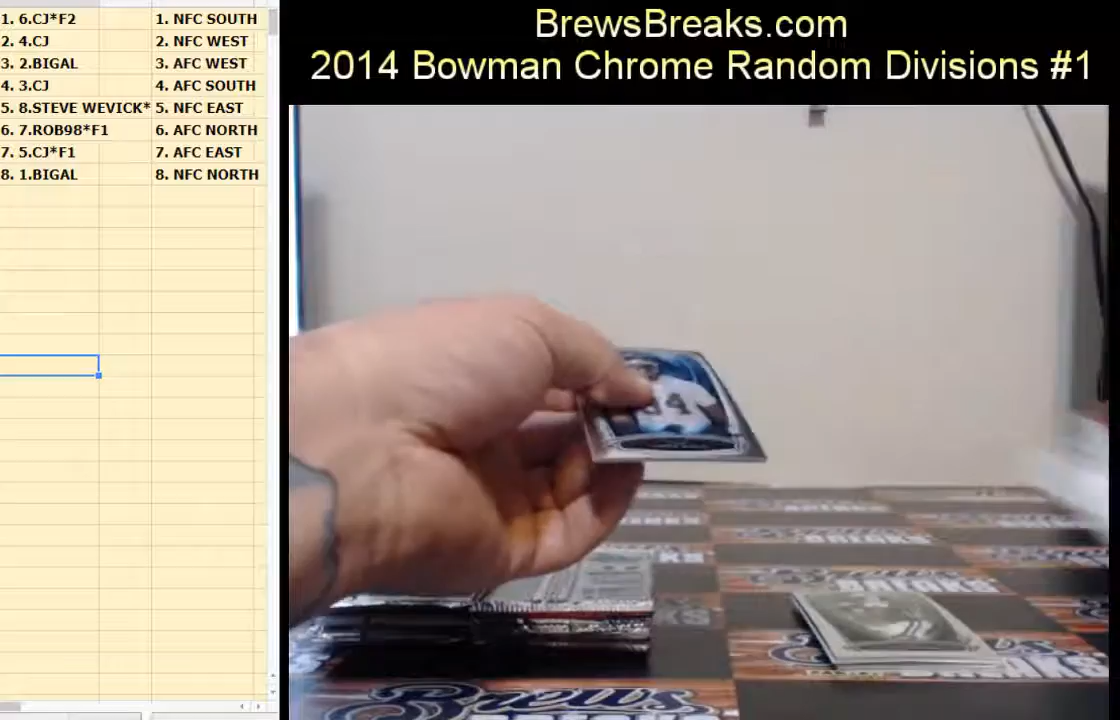 BrewsBreaks.com
2014 Bowman Chrome Random Divisions #1
1. 6.CJ*F2 1. NFC SOUTH
2. 4.CJ 2. NFC WEST
3. 2.BIGAL 3. AFC WEST
4. 3.CJ 4. AFC SOUTH
5. 8.STEVE WEVICK* 5. NFC EAST
6. 7.ROB98*F1 6. AFC NORTH
7. 5.CJ*F1 7. AFC EAST
8. 1.BIGAL 8. NFC NORTH
Brews
BREAKS